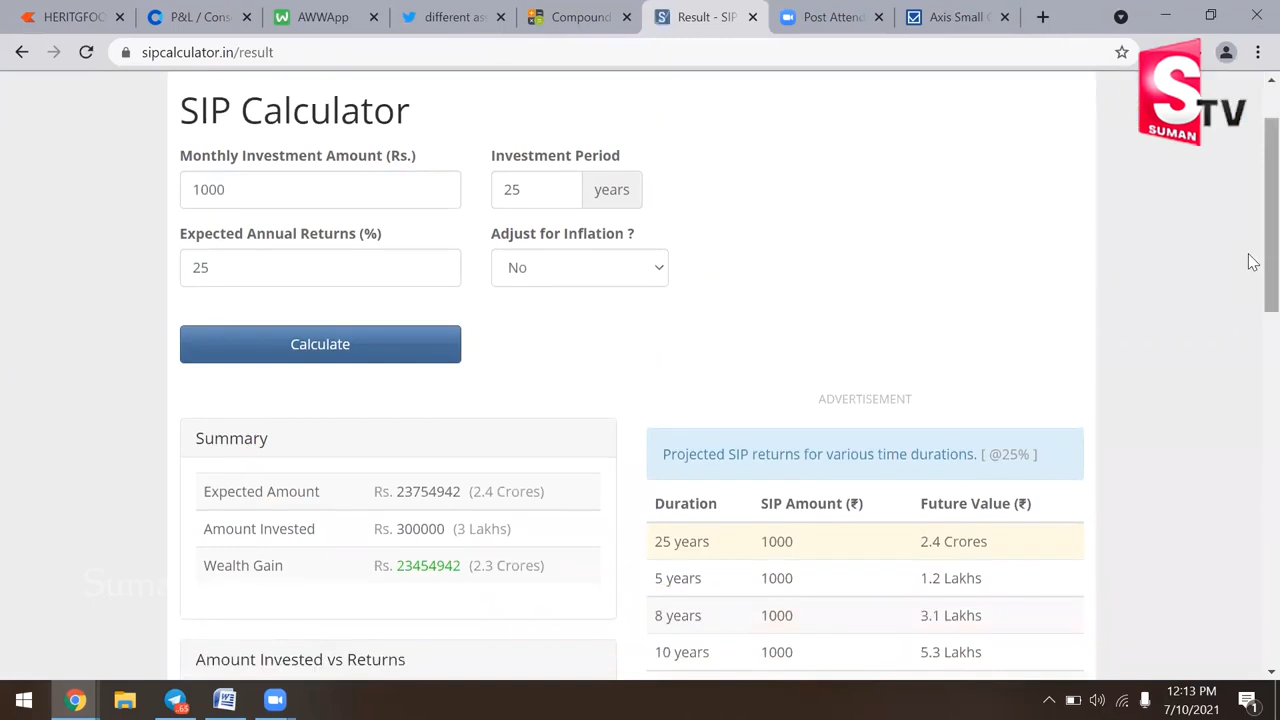 HERITGFOO
P&L / Cons
AWWApp
different as
Compound
Result - SIP
Post Attend
Axis Small C
sipcalculator.in/result
S TV
SUMAN
SIP Calculator
Monthly Investment Amount (Rs.)
Investment Period
1000
25
years
Expected Annual Returns (%)
Adjust for Inflation ?
25
No
Calculate
ADVERTISEMENT
Summary
Projected SIP returns for various time durations. [ @25% ]
Expected Amount Rs. 23754942 (2.4 Crores)
Amount Invested Rs. 300000 (3 Lakhs)
Wealth Gain Rs. 23454942 (2.3 Crores)
Duration SIP Amount (₹) Future Value (₹)
25 years 1000 2.4 Crores
5 years 1000 1.2 Lakhs
8 years 1000 3.1 Lakhs
10 years 1000 5.3 Lakhs
Suma
Amount Invested vs Returns
12:13 PM
7/10/2021